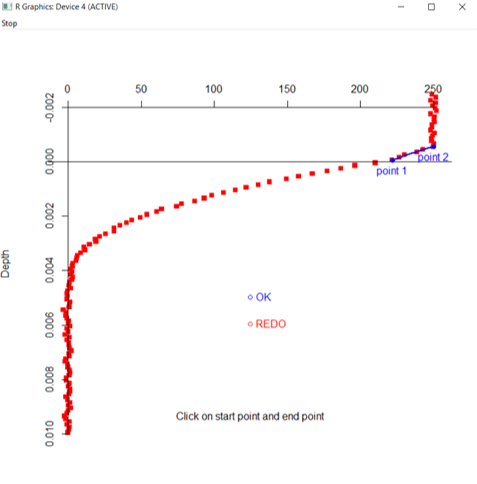 R Graphics: Device 4 (ACTIVE)
Stop
0 50 100 150 200 250
-0.002
0.000
point 2
point 1
0.002
Depth
0.004
OK
0.006
REDO
0.008
Click on start point and end point
0.010